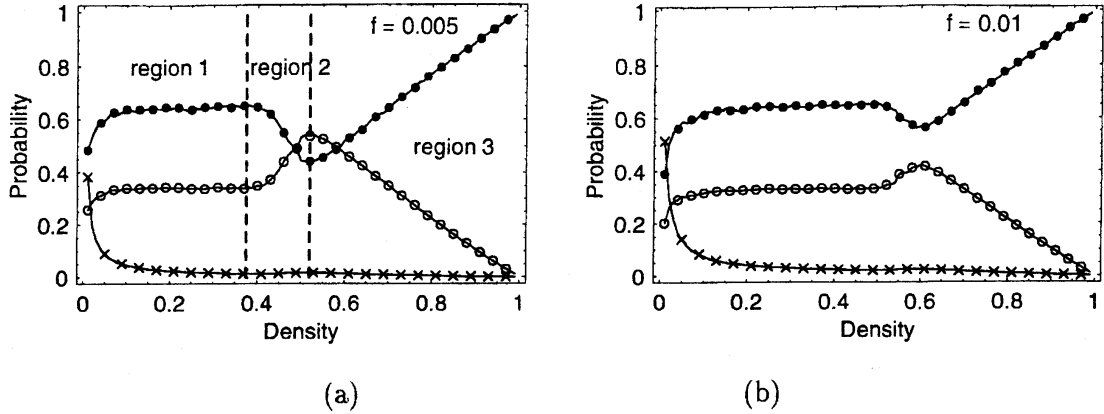 1
0.8
0.6
0.4
0.2
0
Probability
f = 0.005
region 1
region 2
region 3
0 0.2 0.4 0.6 0.8 1
Density
(a)
1
0.8
0.6
0.4
0.2
0
Probability
f = 0.01
0 0.2 0.4 0.6 0.8 1
Density
(b)